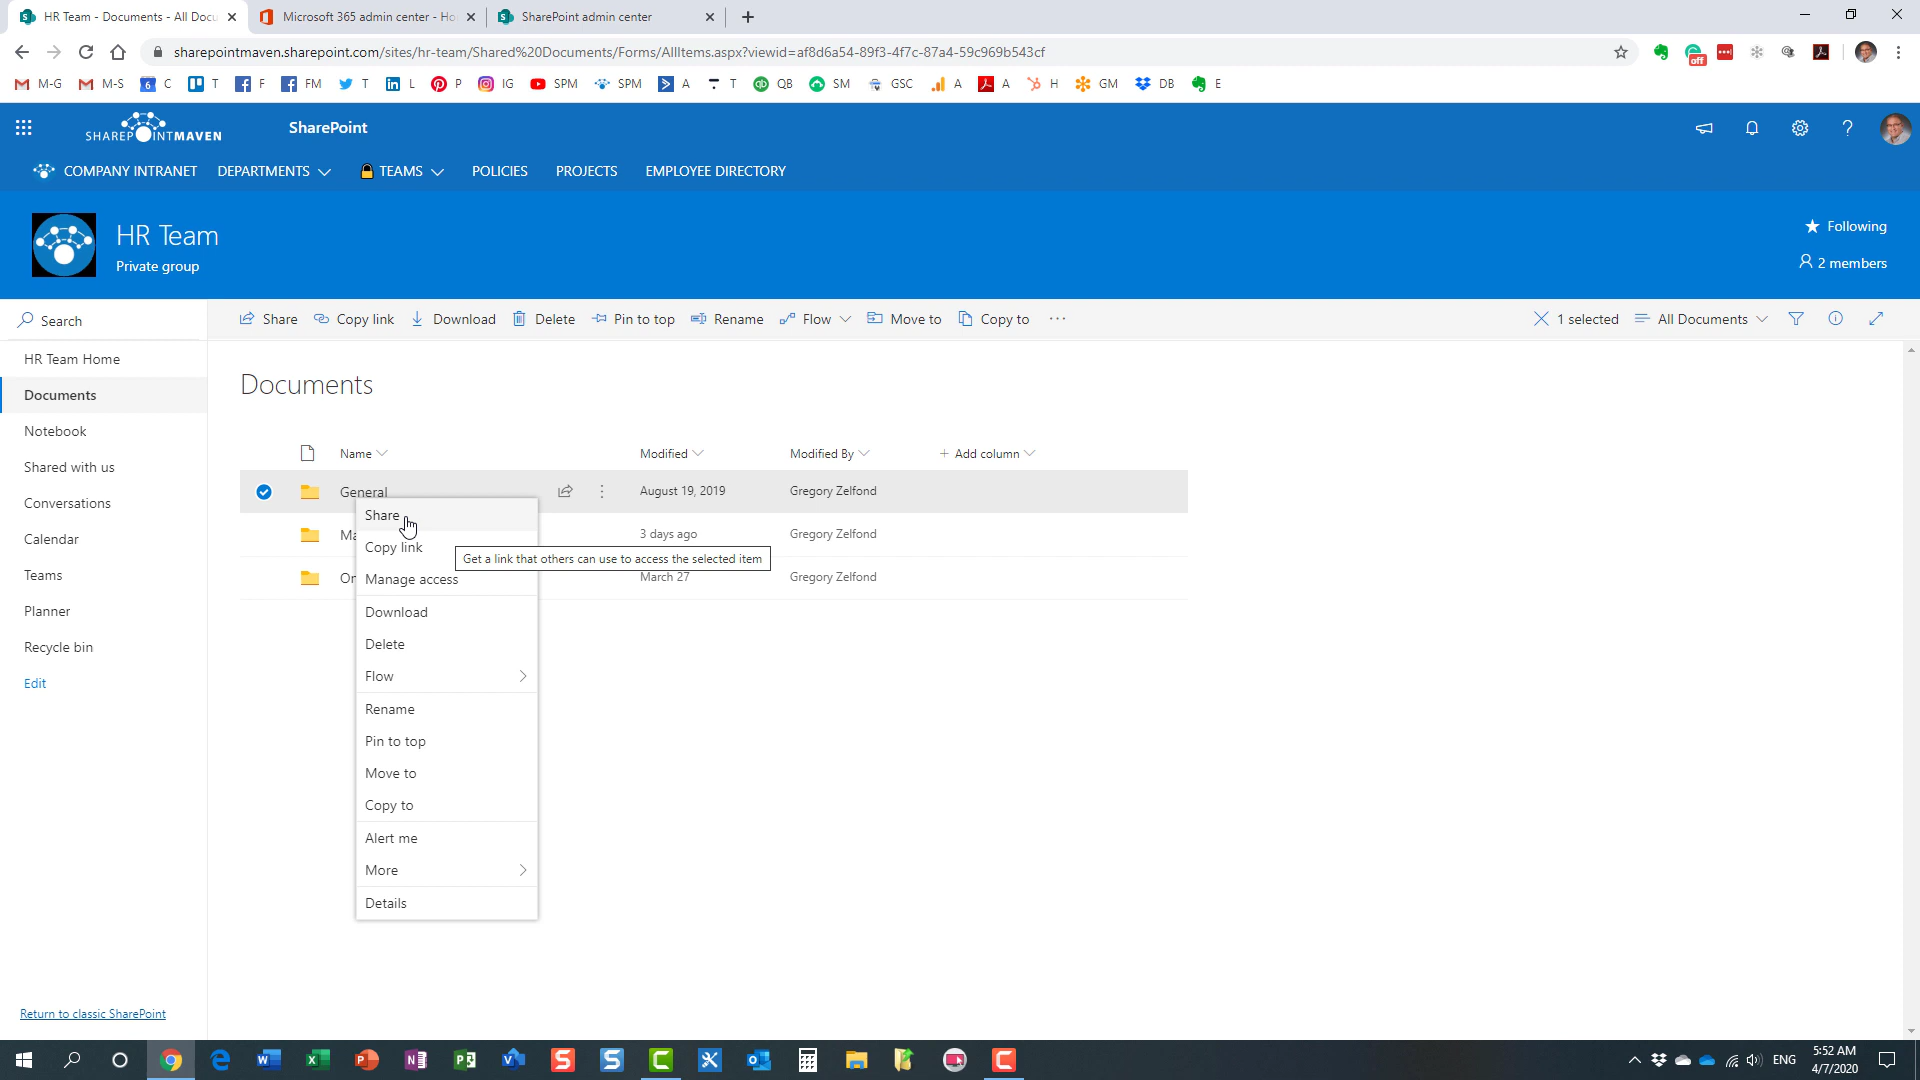 HR Team - Documents - All Docu
Microsoft 365 admin center - Ho
SharePoint admin center
sharepointmaven.sharepoint.com/sites/hr-team/Shared%20Documents/Forms/AllItems.aspx?viewid=af8d6a54-89f3-4f7c-87a4-59c969b543cf
off
M-G M-S 6 C T F FM T L P IG SPM SPM A T QB SM GSC A A H GM DB E
SHAREPOINTMAVEN
SharePoint
COMPANY INTRANET DEPARTMENTS TEAMS POLICIES PROJECTS EMPLOYEE DIRECTORY
HR Team
Private group
Following
2 members
Search
Share Copy link Download Delete Pin to top Rename Flow Move to Copy to ···
1 selected All Documents
HR Team Home
Documents
Notebook
Shared with us
Conversations
Calendar
Teams
Planner
Recycle bin
Edit
Return to classic SharePoint
Documents
Name Modified Modified By + Add column
General August 19, 2019 Gregory Zelfond
Ma 3 days ago Gregory Zelfond
On March 27 Gregory Zelfond
Share
Copy link
Get a link that others can use to access the selected item
Manage access
Download
Delete
Flow
Rename
Pin to top
Move to
Copy to
Alert me
More
Details
ENG
5:52 AM
4/7/2020